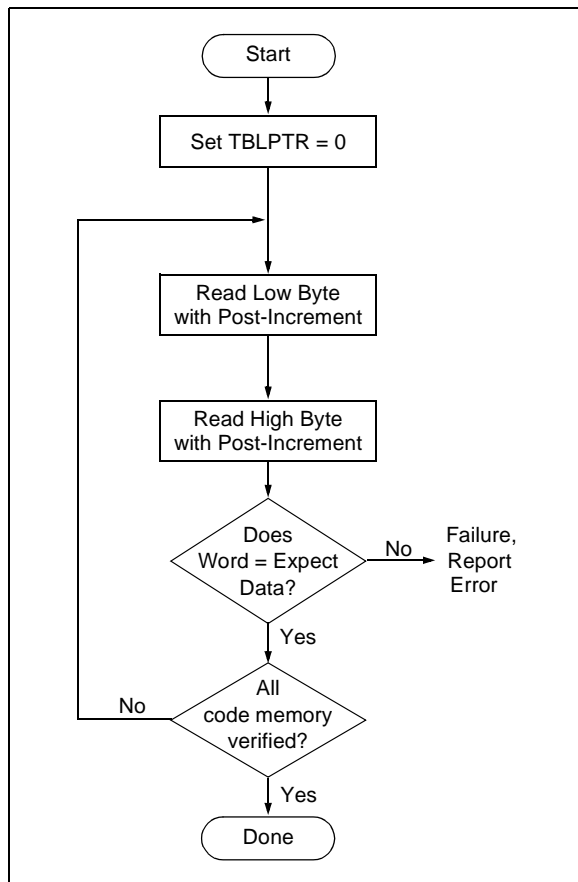 Start
Set TBLPTR = 0
Read Low Byte
with Post-Increment
Read High Byte
with Post-Increment
Does
Word = Expect
Data?
No
Failure,
Report
Error
Yes
All
code memory
verified?
No
Yes
Done